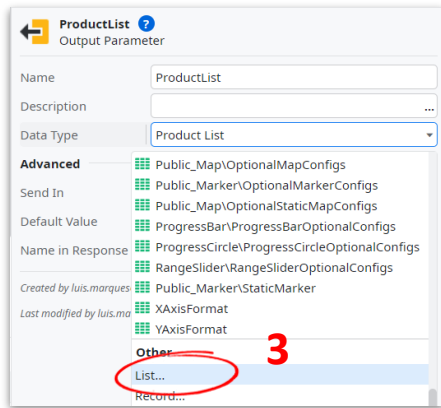 ProductList ?
Output Parameter
Name ProductList
Description ...
Data Type Product List
Advanced
Public_Map\OptionalMapConfigs
Public_Marker\OptionalMarkerConfigs
Send In
Public_Map\OptionalStaticMapConfigs
Default Value
ProgressBar\ProgressBarOptionalConfigs
Name in Response
ProgressCircle\ProgressCircleOptionalConfigs
RangeSlider\RangeSliderOptionalConfigs
Created by luis.marques
Public_Marker\StaticMarker
Last modified by luis.ma
XAxisFormat
YAxisFormat
Other
3
List...
Record...